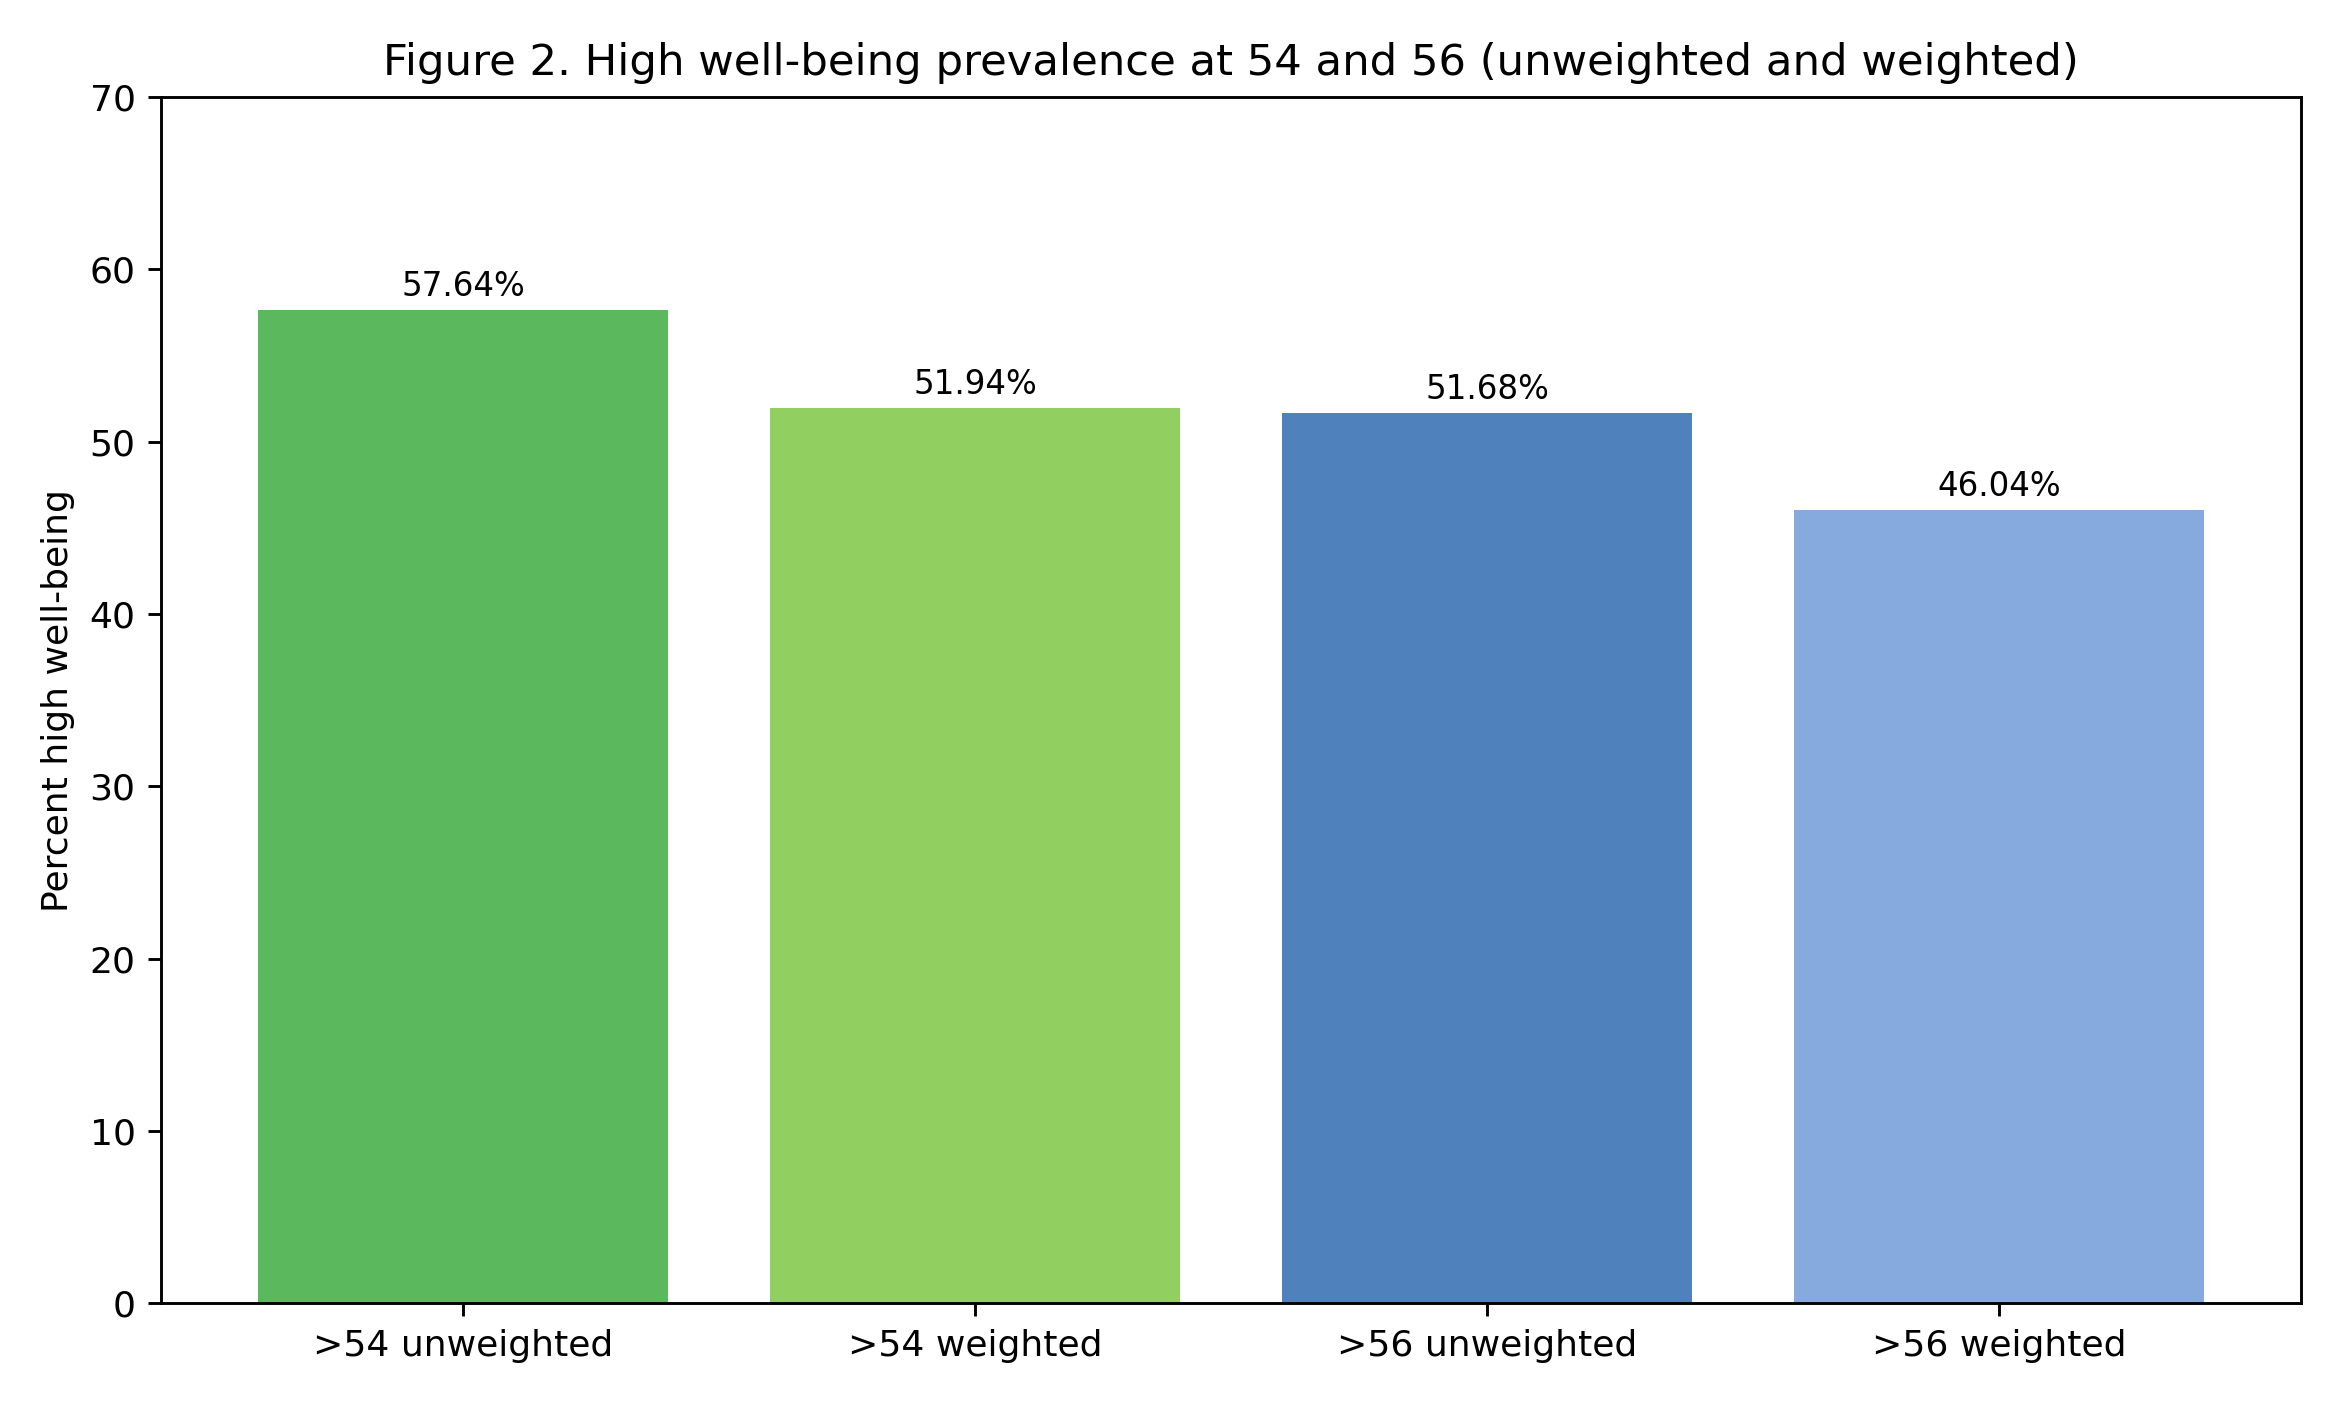 Figure 2. High well-being prevalence at 54 and 56 (unweighted and weighted)
Percent high well-being
70
60
50
40
30
20
10
0
57.64%
51.94%
51.68%
46.04%
>54 unweighted
>54 weighted
>56 unweighted
>56 weighted